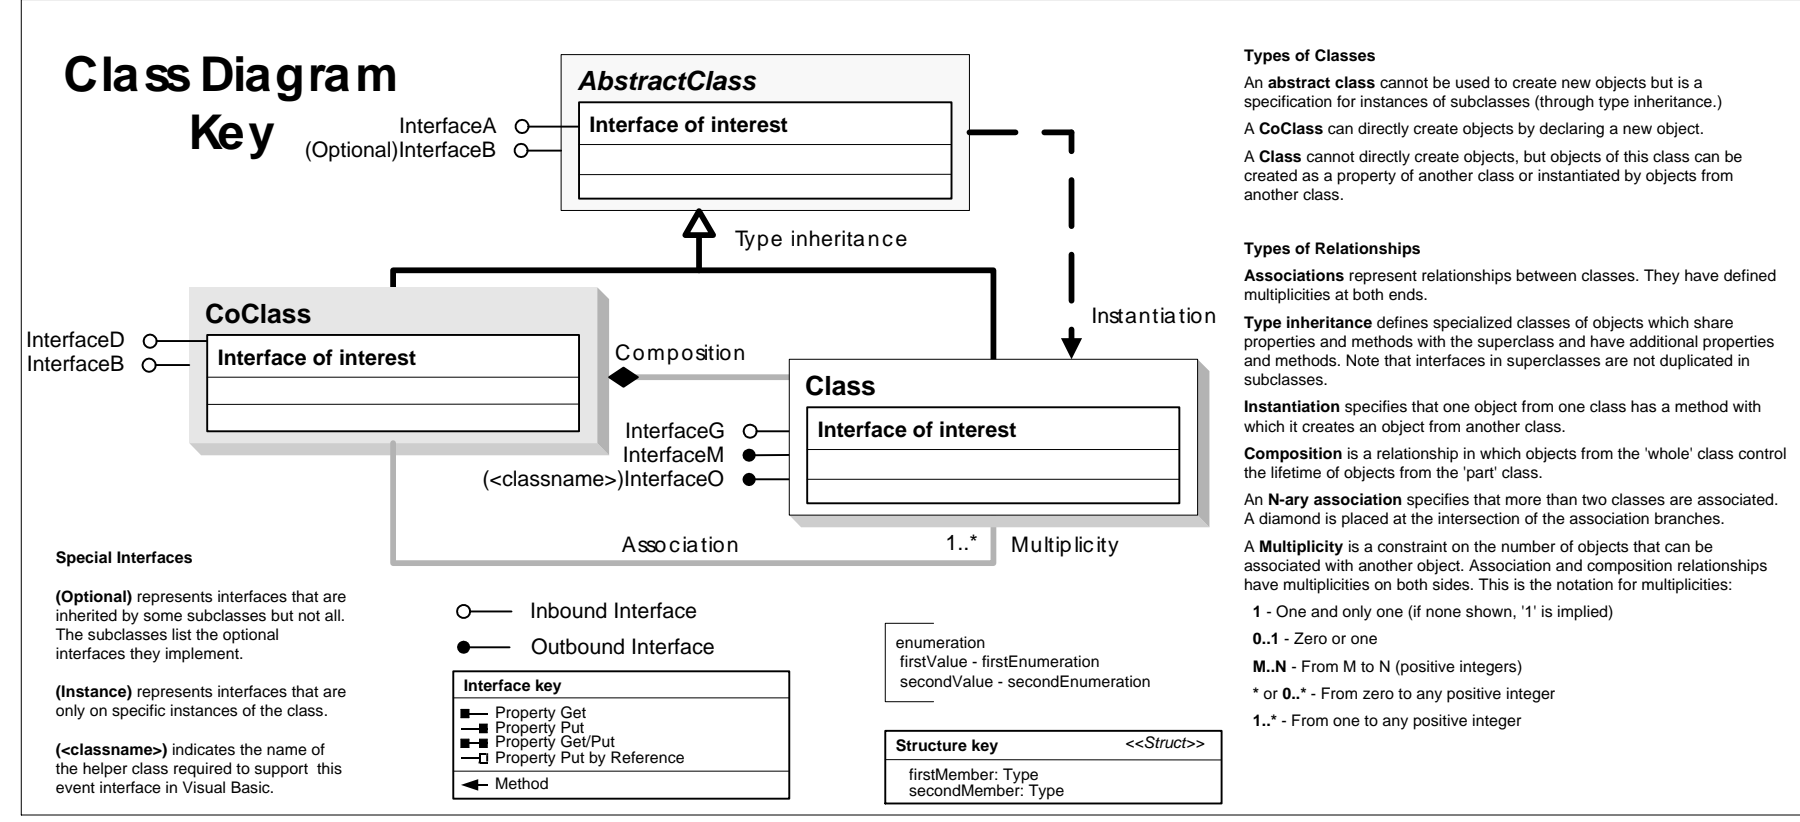 Class Diagram
Key
AbstractClass
Interface of interest
InterfaceA
(Optional)InterfaceB
Type inheritance
Instantiation
CoClass
Interface of interest
InterfaceD
InterfaceB
Composition
Class
Interface of interest
InterfaceG
InterfaceM
(<classname>)InterfaceO
Association
1..*
Multiplicity
Special Interfaces
(Optional) represents interfaces that are
inherited by some subclasses but not all.
The subclasses list the optional
interfaces they implement.
(Instance) represents interfaces that are
only on specific instances of the class.
(<classname>) indicates the name of
the helper class required to support this
event interface in Visual Basic.
Inbound Interface
Outbound Interface
Interface key
Property Get
Property Put
Property Get/Put
Property Put by Reference
Method
enumeration
firstValue - firstEnumeration
secondValue - secondEnumeration
Structure key <<Struct>>
firstMember: Type
secondMember: Type
Types of Classes
An abstract class cannot be used to create new objects but is a
specification for instances of subclasses (through type inheritance.)
A CoClass can directly create objects by declaring a new object.
A Class cannot directly create objects, but objects of this class can be
created as a property of another class or instantiated by objects from
another class.
Types of Relationships
Associations represent relationships between classes. They have defined
multiplicities at both ends.
Type inheritance defines specialized classes of objects which share
properties and methods with the superclass and have additional properties
and methods. Note that interfaces in superclasses are not duplicated in
subclasses.
Instantiation specifies that one object from one class has a method with
which it creates an object from another class.
Composition is a relationship in which objects from the 'whole' class control
the lifetime of objects from the 'part' class.
An N-ary association specifies that more than two classes are associated.
A diamond is placed at the intersection of the association branches.
A Multiplicity is a constraint on the number of objects that can be
associated with another object. Association and composition relationships
have multiplicities on both sides. This is the notation for multiplicities:
1 - One and only one (if none shown, '1' is implied)
0..1 - Zero or one
M..N - From M to N (positive integers)
* or 0..* - From zero to any positive integer
1..* - From one to any positive integer